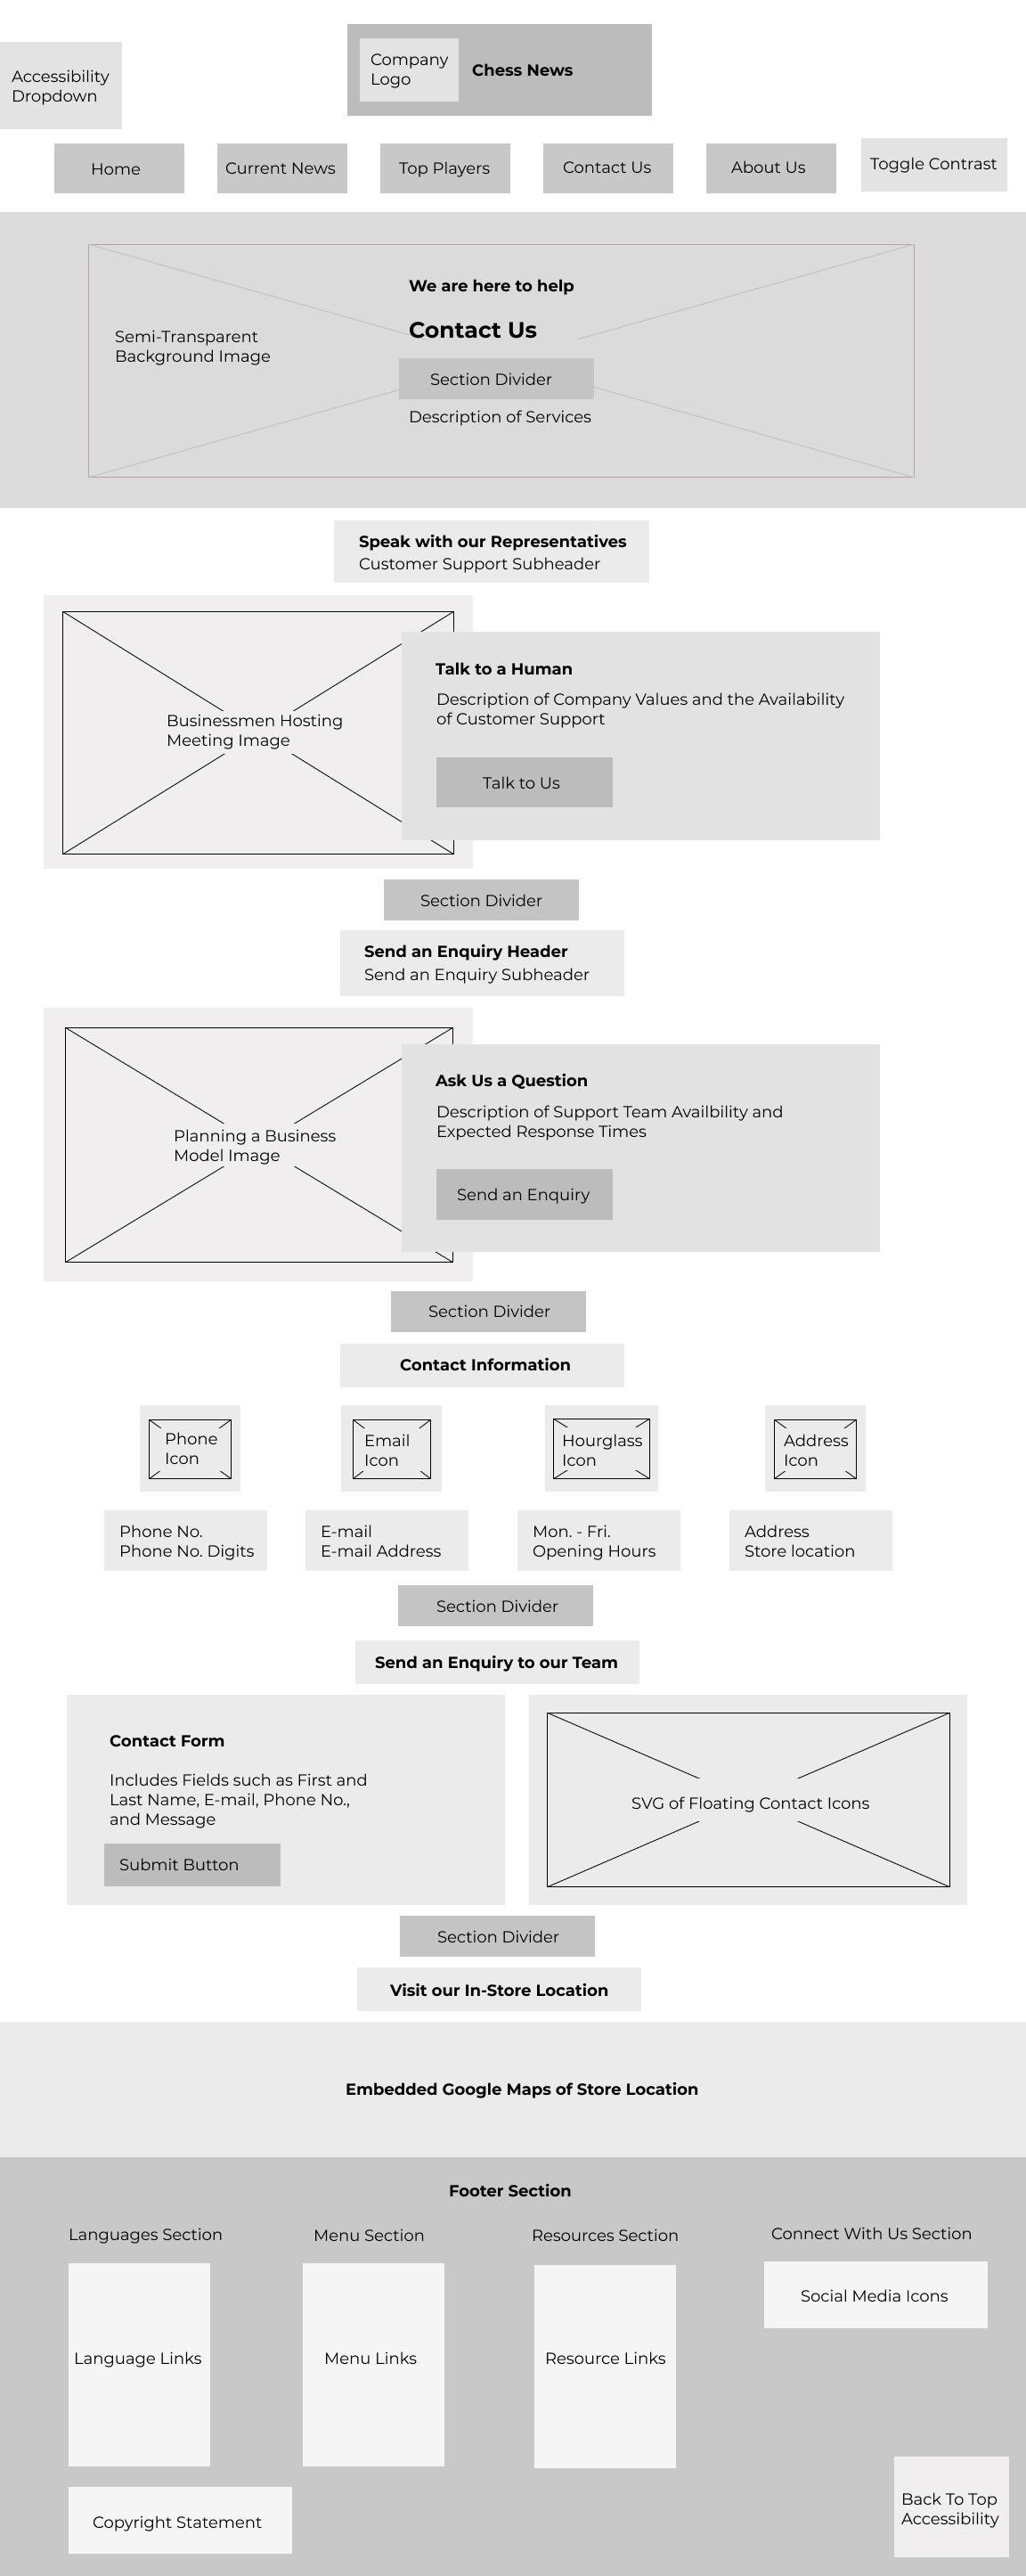 Accessibility
Dropdown
Company
Logo
Chess News
Home
Current News
Top Players
Contact Us
About Us
Toggle Contrast
We are here to help
Contact Us
Semi-Transparent
Background Image
Section Divider
Description of Services
Speak with our Representatives
Customer Support Subheader
Businessmen Hosting
Meeting Image
Talk to a Human
Description of Company Values and the Availability
of Customer Support
Talk to Us
Section Divider
Send an Enquiry Header
Send an Enquiry Subheader
Planning a Business
Model Image
Ask Us a Question
Description of Support Team Availbility and
Expected Response Times
Send an Enquiry
Section Divider
Contact Information
Phone
Icon
Email
Icon
Hourglass
Icon
Address
Icon
Phone No.
Phone No. Digits
E-mail
E-mail Address
Mon. - Fri.
Opening Hours
Address
Store location
Section Divider
Send an Enquiry to our Team
Contact Form
Includes Fields such as First and
Last Name, E-mail, Phone No.,
and Message
Submit Button
SVG of Floating Contact Icons
Section Divider
Visit our In-Store Location
Embedded Google Maps of Store Location
Footer Section
Languages Section
Menu Section
Resources Section
Connect With Us Section
Language Links
Menu Links
Resource Links
Social Media Icons
Copyright Statement
Back To Top
Accessibility